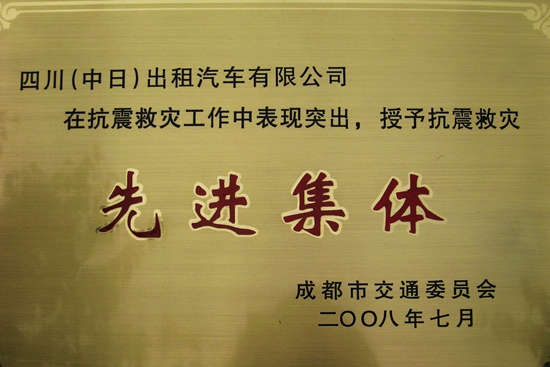 四川(中日)出租汽车有限公司
在抗震救灾工作中表现突出，授予抗震救灾
先进集体
成都市交通委员会
二〇〇八年七月